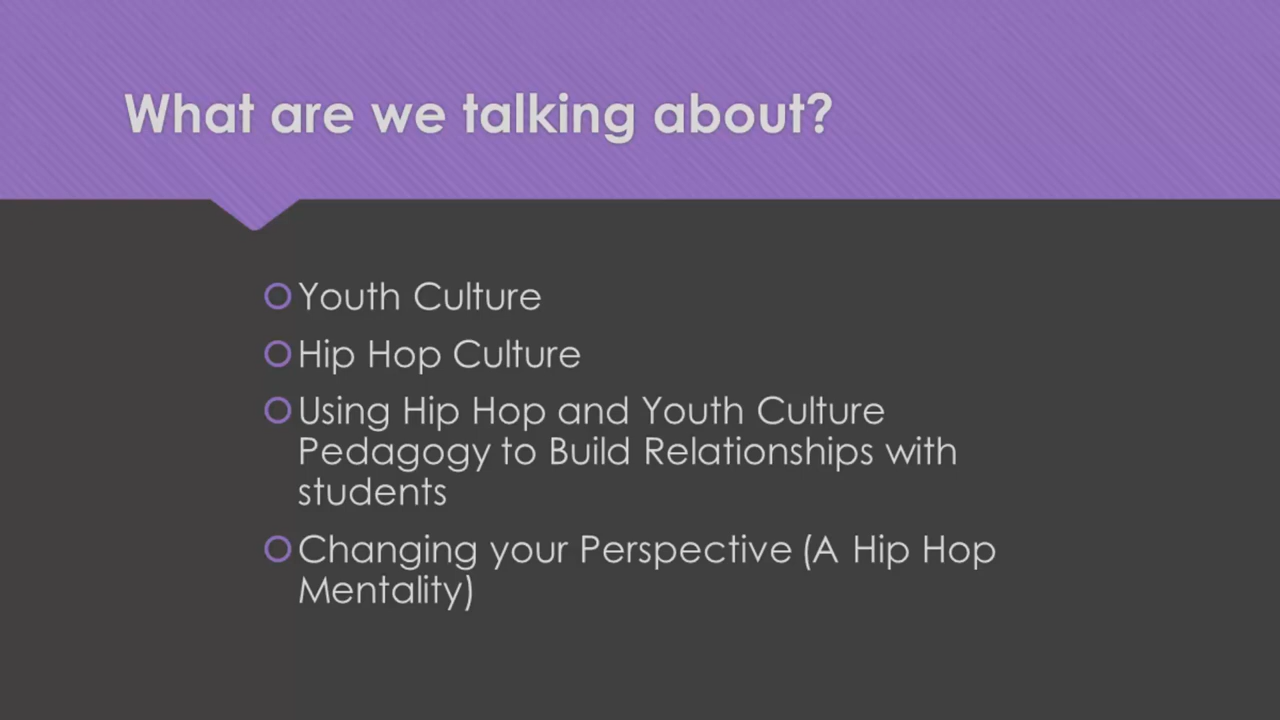 What are we talking about?
Youth Culture
Hip Hop Culture
Using Hip Hop and Youth Culture
Pedagogy to Build Relationships with
students
Changing your Perspective (A Hip Hop
Mentality)